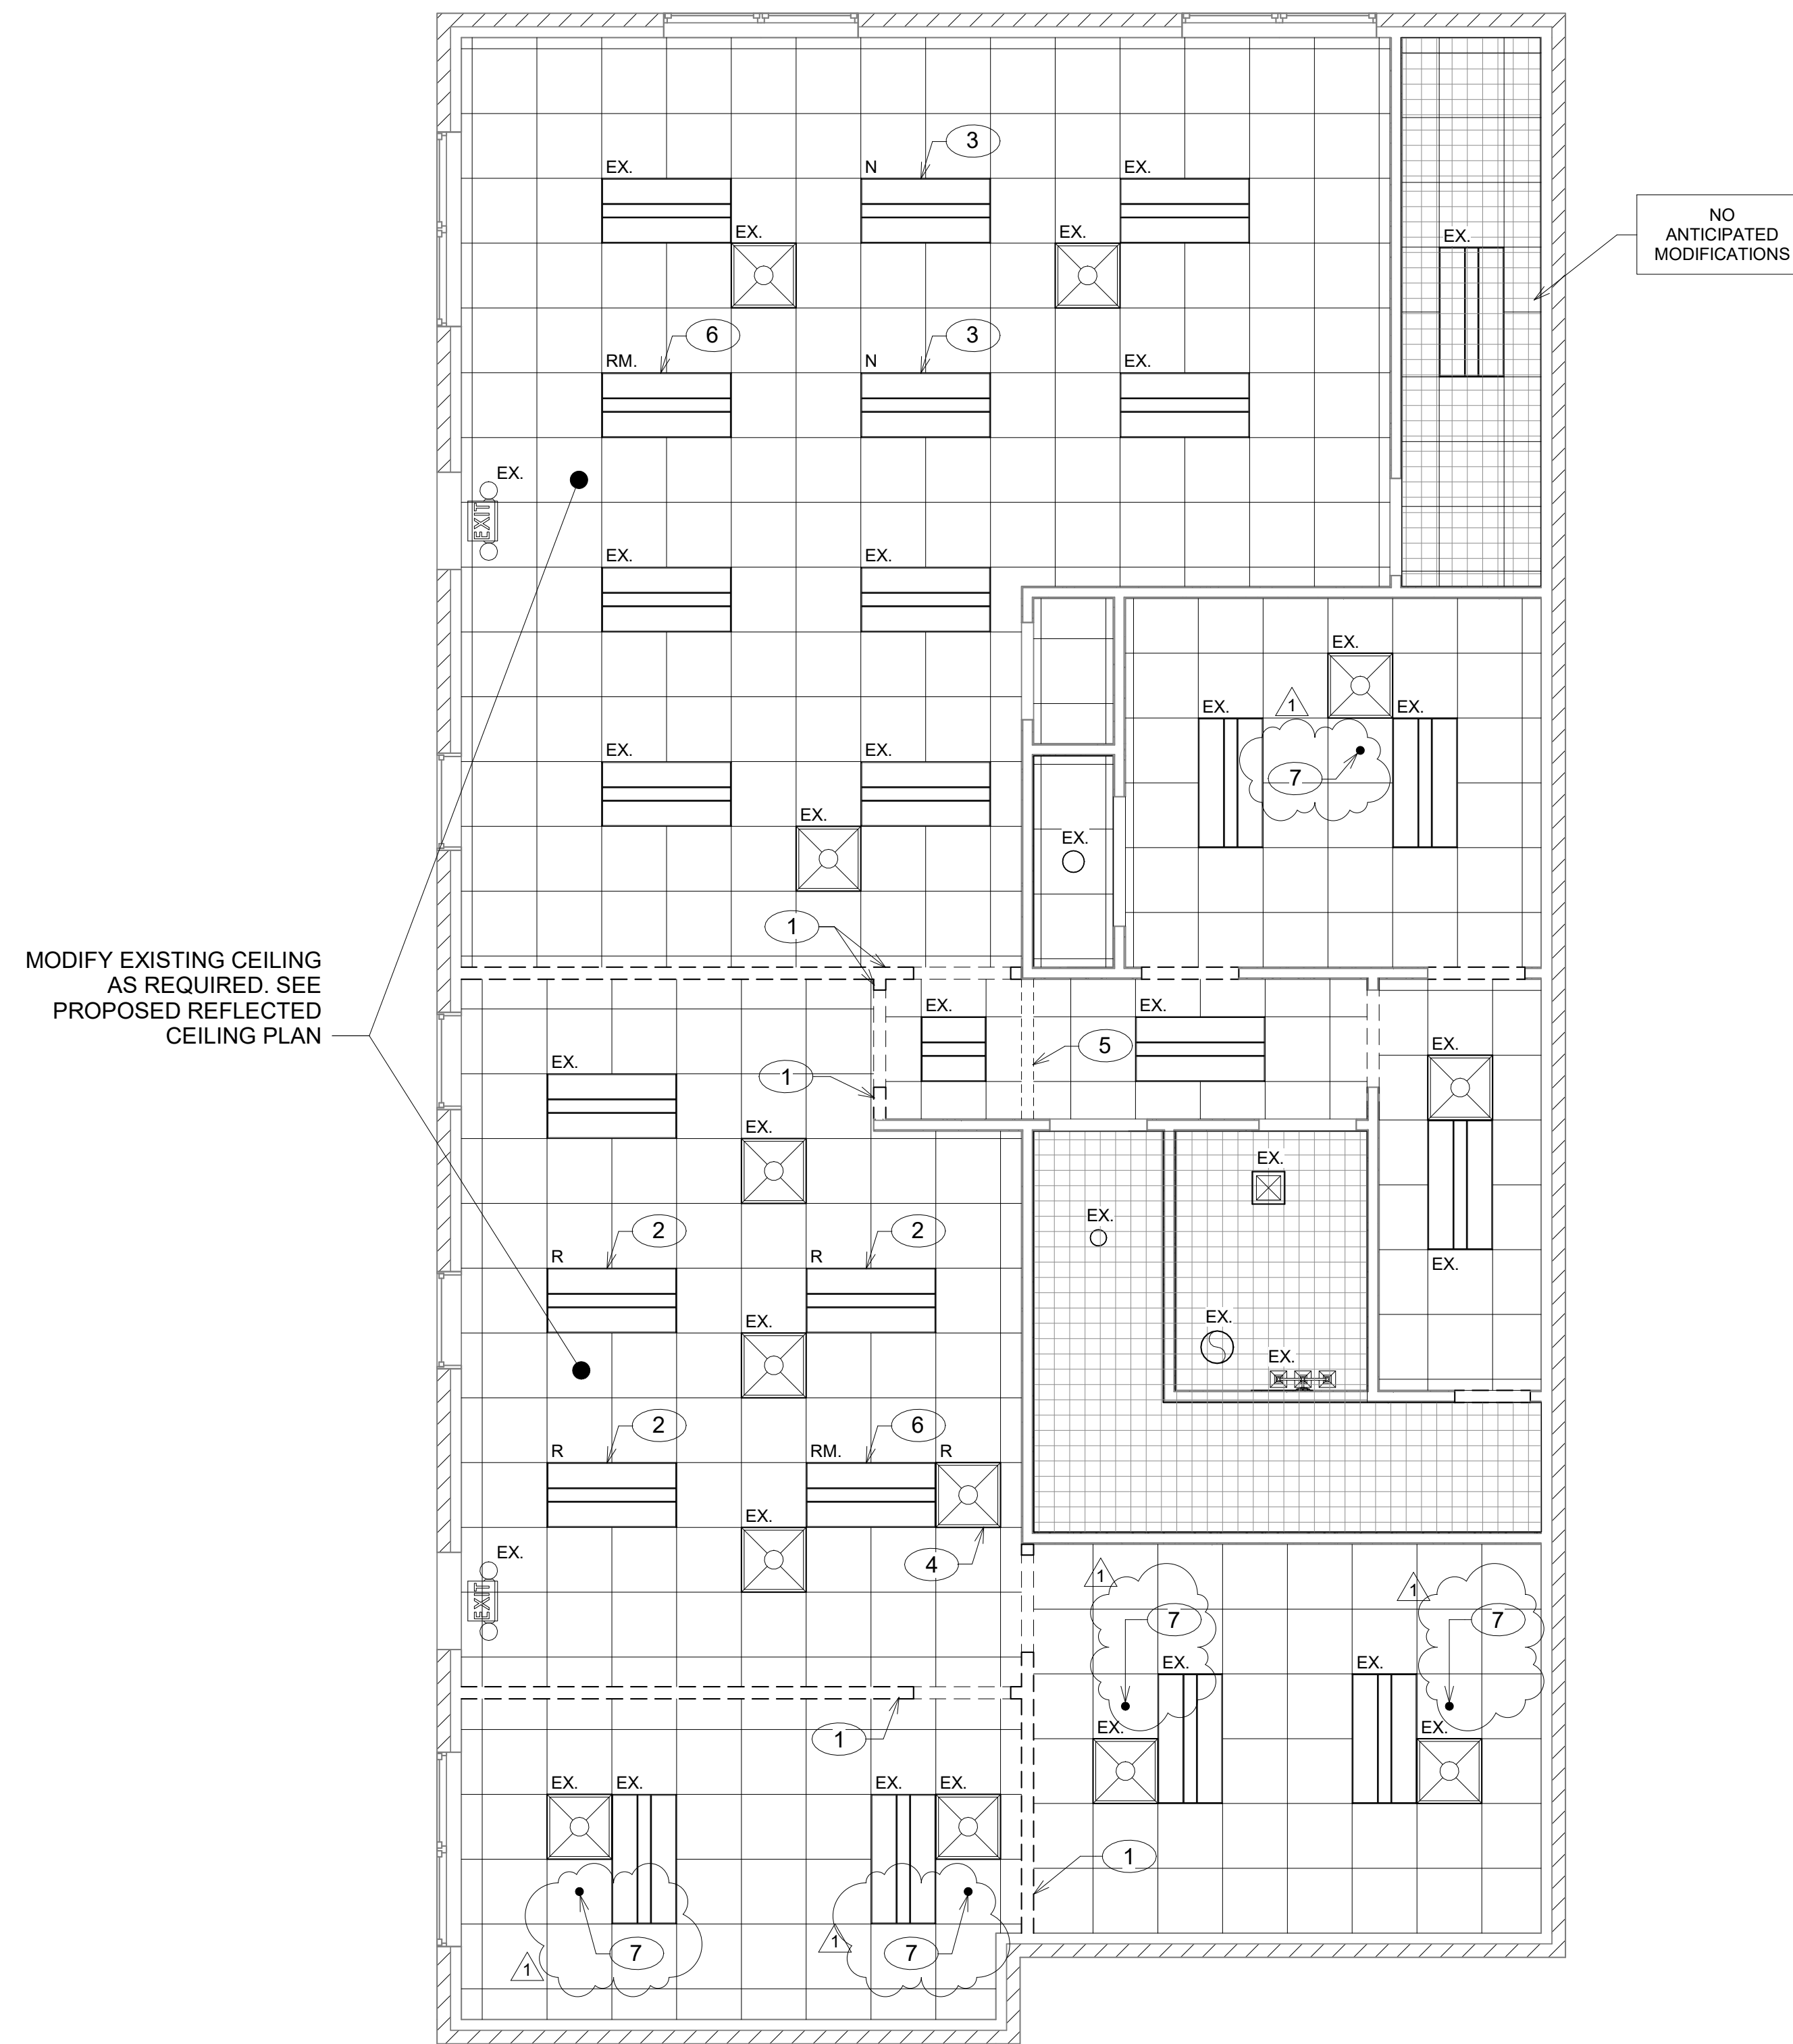 3
EX.
N
EX.
NO
ANTICIPATED
MODIFICATIONS
EX.
EX.
6
3
RM.
N
EX.
EX.
EXIT
EX.
EX.
EX.
EX.
1
EX.
7
EX.
EX.
EX.
EX.
1
MODIFY EXISTING CEILING
AS REQUIRED. SEE
PROPOSED REFLECTED
CEILING PLAN
EX.
EX.
5
EX.
1
EX.
EX.
EX.
EX.
2
2
EX.
R
R
EX.
EX.
EX.
2
6
R
RM.
R
EX.
4
EX.
EXIT
1
1
7
7
EX.
EX.
1
EX.
EX.
EX.
EX.
EX.
EX.
1
7
7
1
1